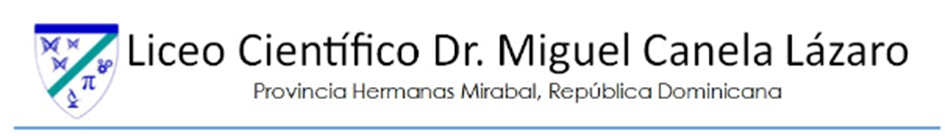 Liceo Científico Dr. Miguel Canela Lázaro
Provincia Hermanas Mirabal, República Dominicana
π